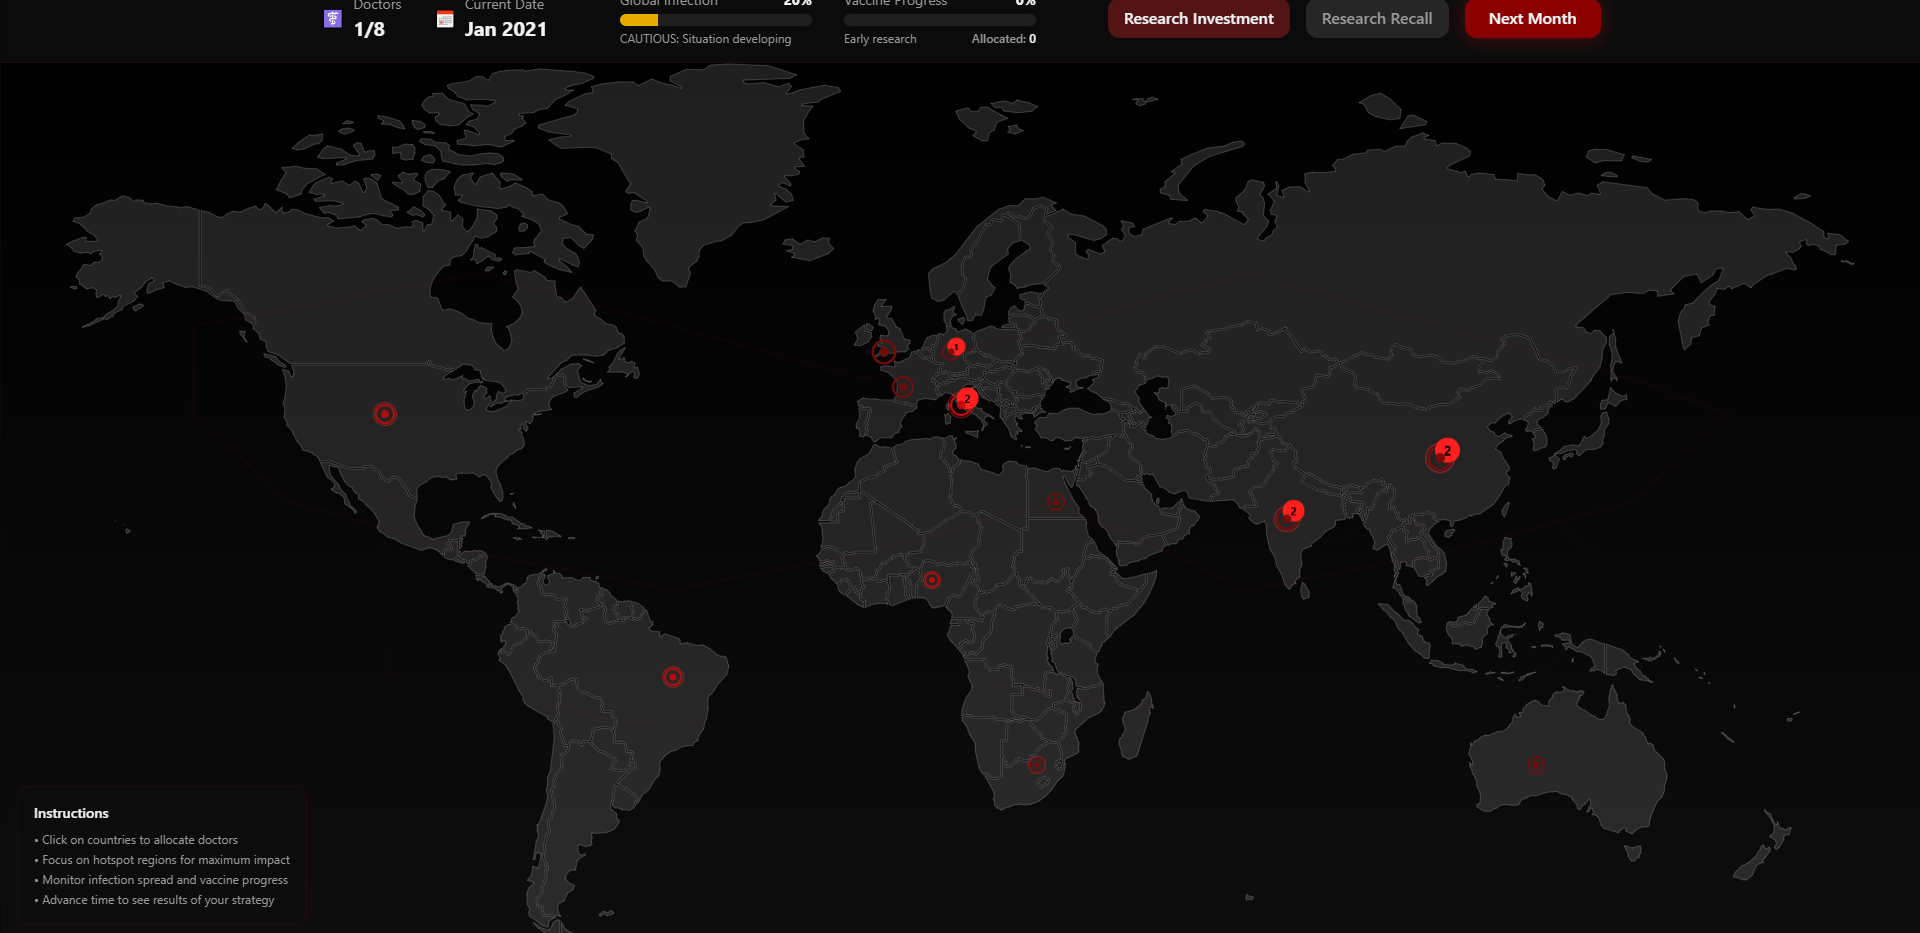 Doctors
1/8
Current Date
Jan 2021
Global Infection 20%
CAUTIOUS: Situation developing
Vaccine Progress 0%
Early research Allocated: 0
Research Investment
Research Recall
Next Month
1
2
2
2
Instructions
• Click on countries to allocate doctors
• Focus on hotspot regions for maximum impact
• Monitor infection spread and vaccine progress
• Advance time to see results of your strategy